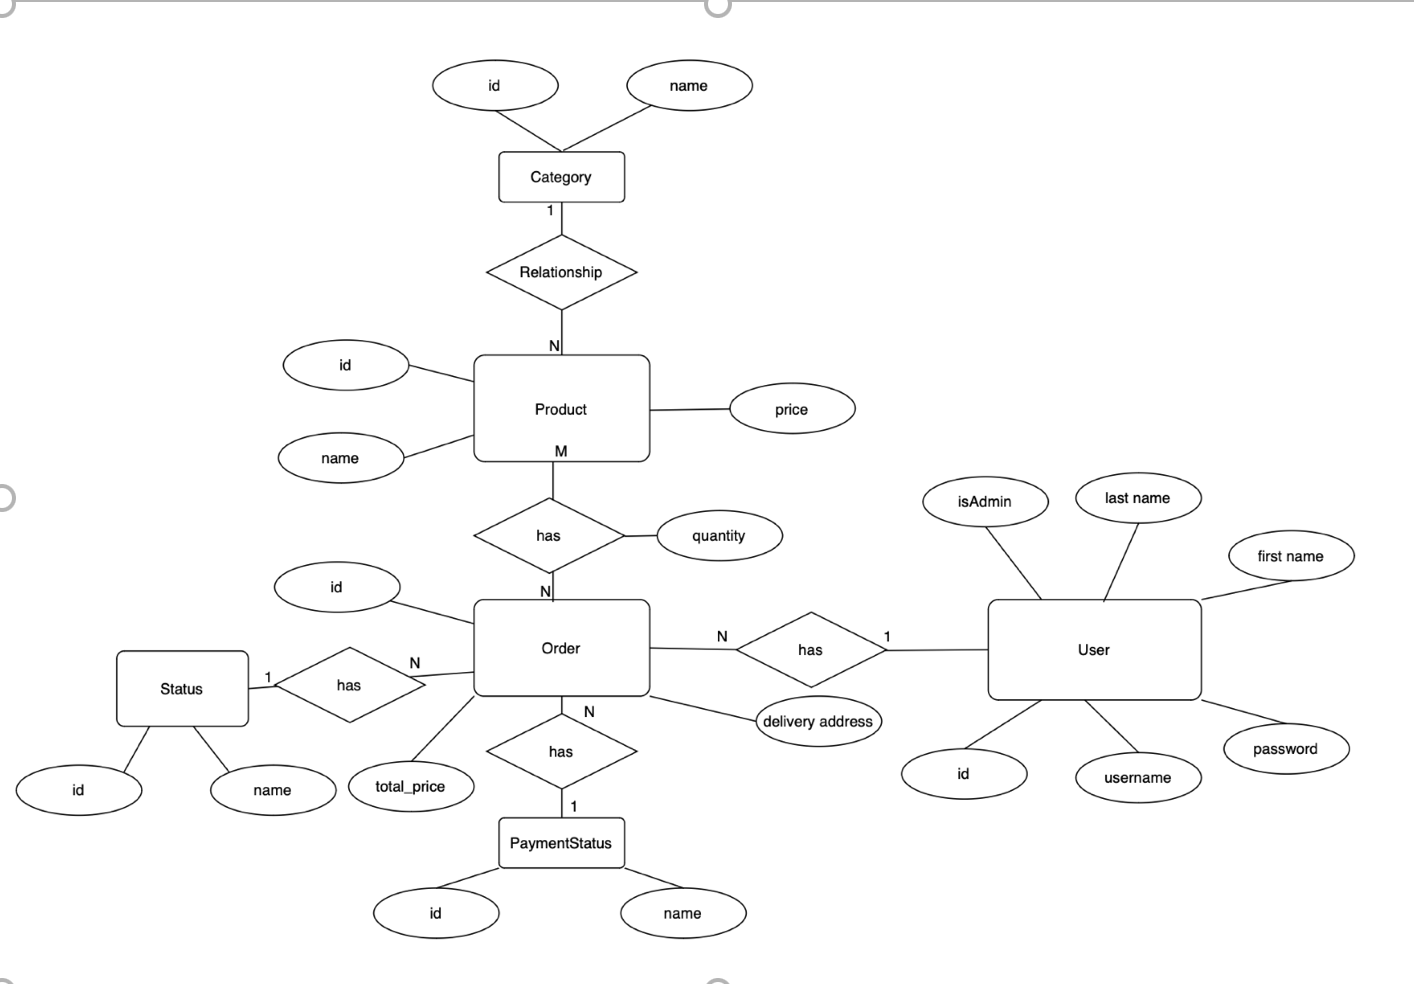 id
name
Category
1
Relationship
N
id
Product
price
name
M
isAdmin
last name
has
quantity
first name
id
N
Order
N
has
1
User
Status
1
has
N
delivery address
N
has
password
id
name
total_price
id
username
1
PaymentStatus
id
name